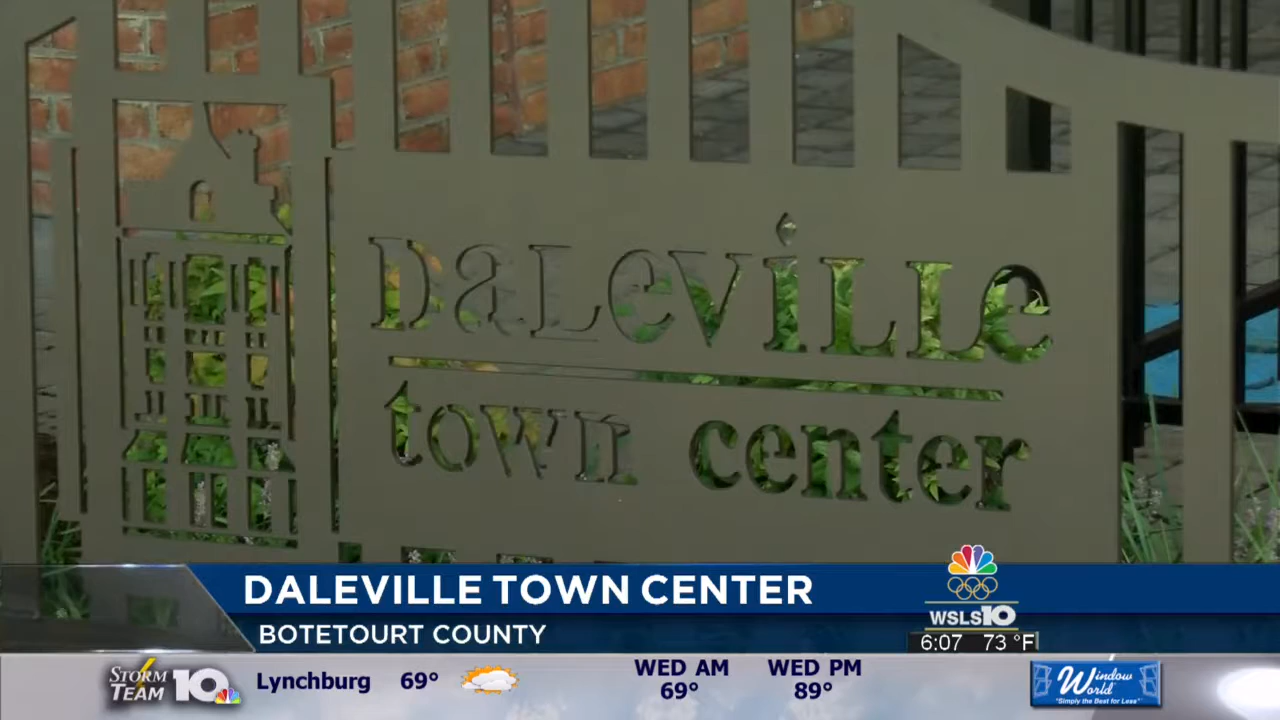 Daleville
town center
DALEVILLE TOWN CENTER
BOTETOURT COUNTY
WSLS10
6:07 73 °F
STORM TEAM 10
Lynchburg 69°
WED AM 69°
WED PM 89°
Window World
"Simply the Best for Less"